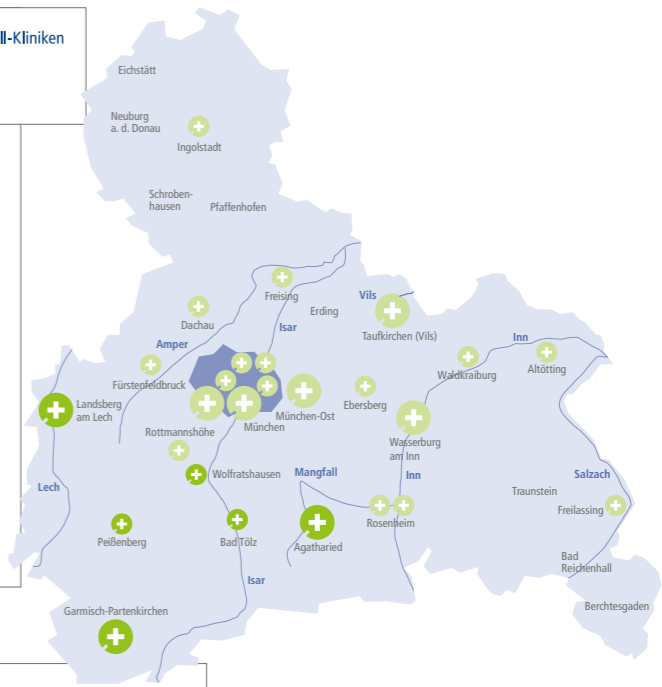 ll-Kliniken
Eichstätt
Neuburg
a. d. Donau
Ingolstadt
Schroben-
hausen
Pfaffenhofen
Freising
Erding
Vils
Dachau
Isar
Taufkirchen (Vils)
Amper
Inn
Fürstenfeldbruck
Waldkraiburg
Altötting
Landsberg
am Lech
München-Ost
Ebersberg
München
Rottmannshöhe
Wasserburg
am Inn
Wolfratshausen
Mangfall
Inn
Salzach
Lech
Traunstein
Freilassing
Peißenberg
Bad Tölz
Agatharied
Rosenheim
Bad
Reichenhall
Isar
Garmisch-Partenkirchen
Berchtesgaden